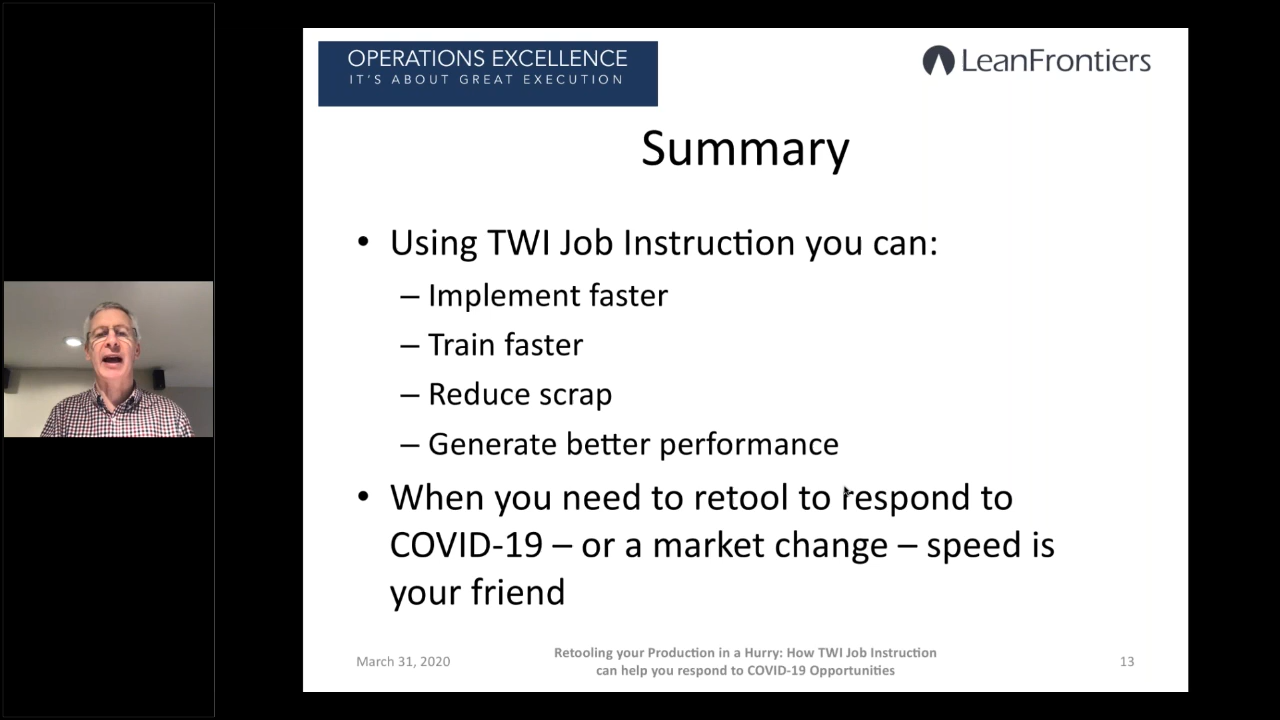 OPERATIONS EXCELLENCE
IT'S ABOUT GREAT EXECUTION
LeanFrontiers
Summary
• Using TWI Job Instruction you can:
– Implement faster
– Train faster
– Reduce scrap
– Generate better performance
• When you need to retool to respond to
COVID-19 – or a market change – speed is
your friend
March 31, 2020
Retooling your Production in a Hurry: How TWI Job Instruction
can help you respond to COVID-19 Opportunities
13